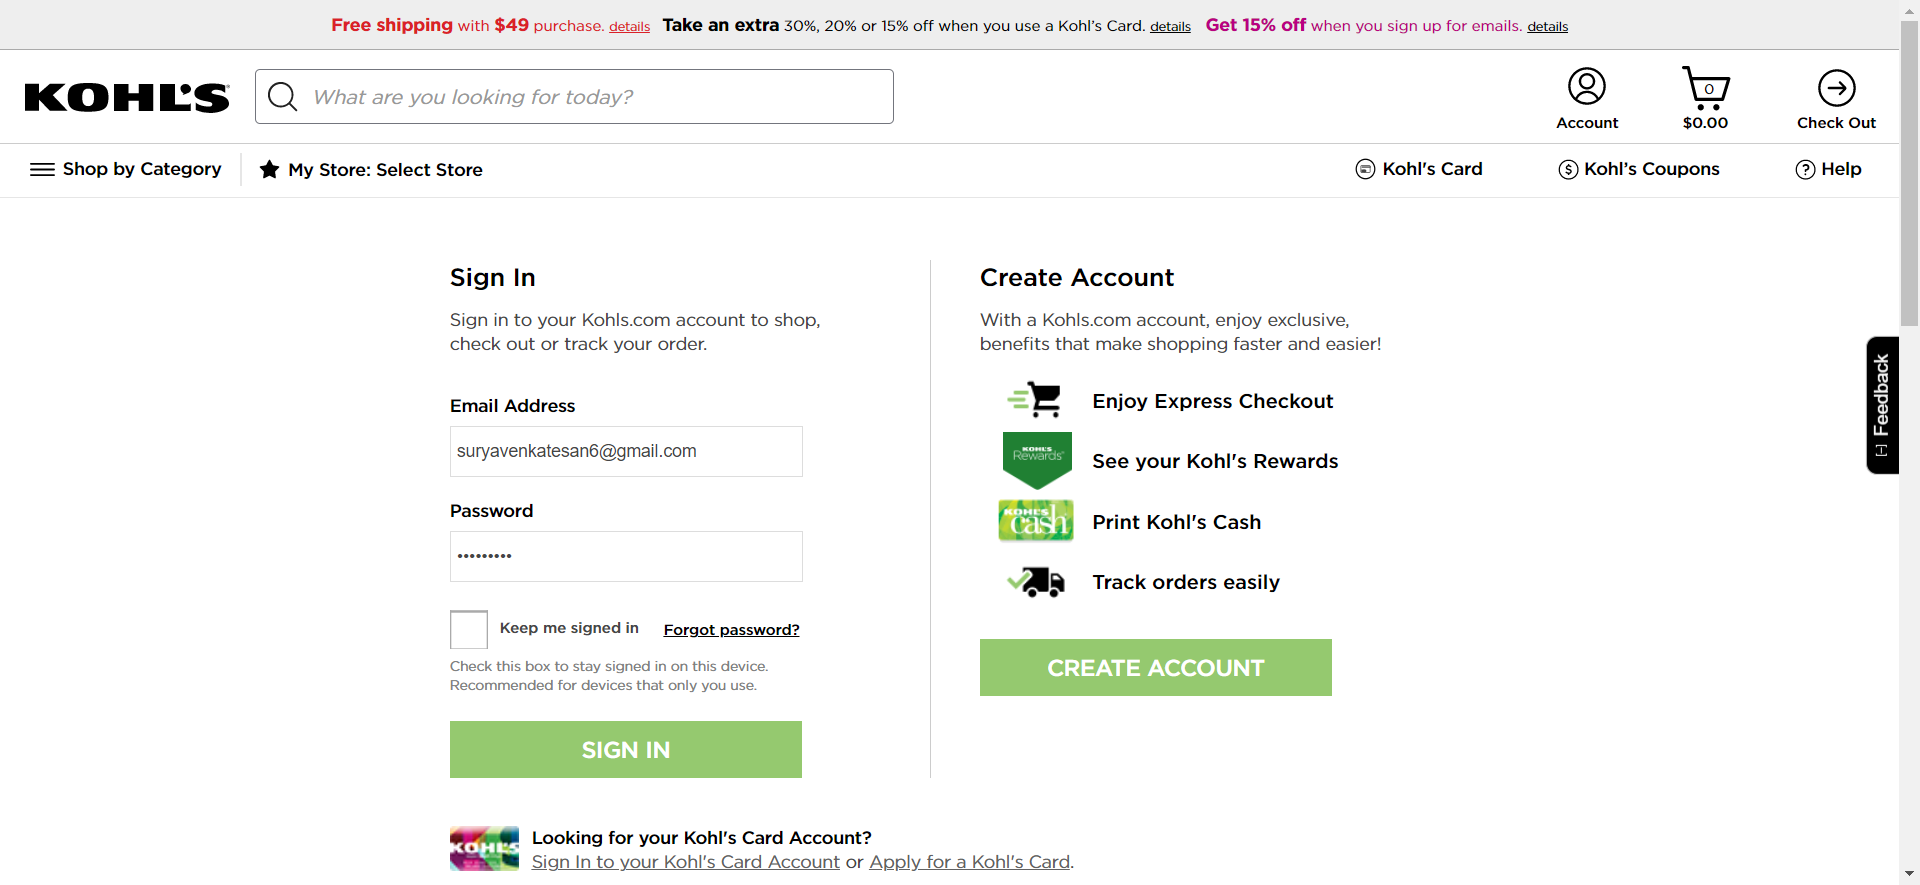 Free shipping with $49 purchase. details Take an extra 30%, 20% or 15% off when you use a Kohl's Card. details Get 15% off when you sign up for emails. details
KOHL'S
What are you looking for today?
0
Account
$0.00
Check Out
Shop by Category
My Store: Select Store
Kohl's Card
$ Kohl's Coupons
? Help
Sign In
Sign in to your Kohls.com account to shop,
check out or track your order.
Email Address
suryavenkatesan6@gmail.com
Password
•••••••••
Keep me signed in
Forgot password?
Check this box to stay signed in on this device.
Recommended for devices that only you use.
SIGN IN
Create Account
With a Kohls.com account, enjoy exclusive,
benefits that make shopping faster and easier!
Enjoy Express Checkout
KOHL'S
Rewards
See your Kohl's Rewards
KOHL'S
cash
Print Kohl's Cash
Track orders easily
CREATE ACCOUNT
[-] Feedback
KOHL'S
Looking for your Kohl's Card Account?
Sign In to your Kohl's Card Account or Apply for a Kohl's Card.